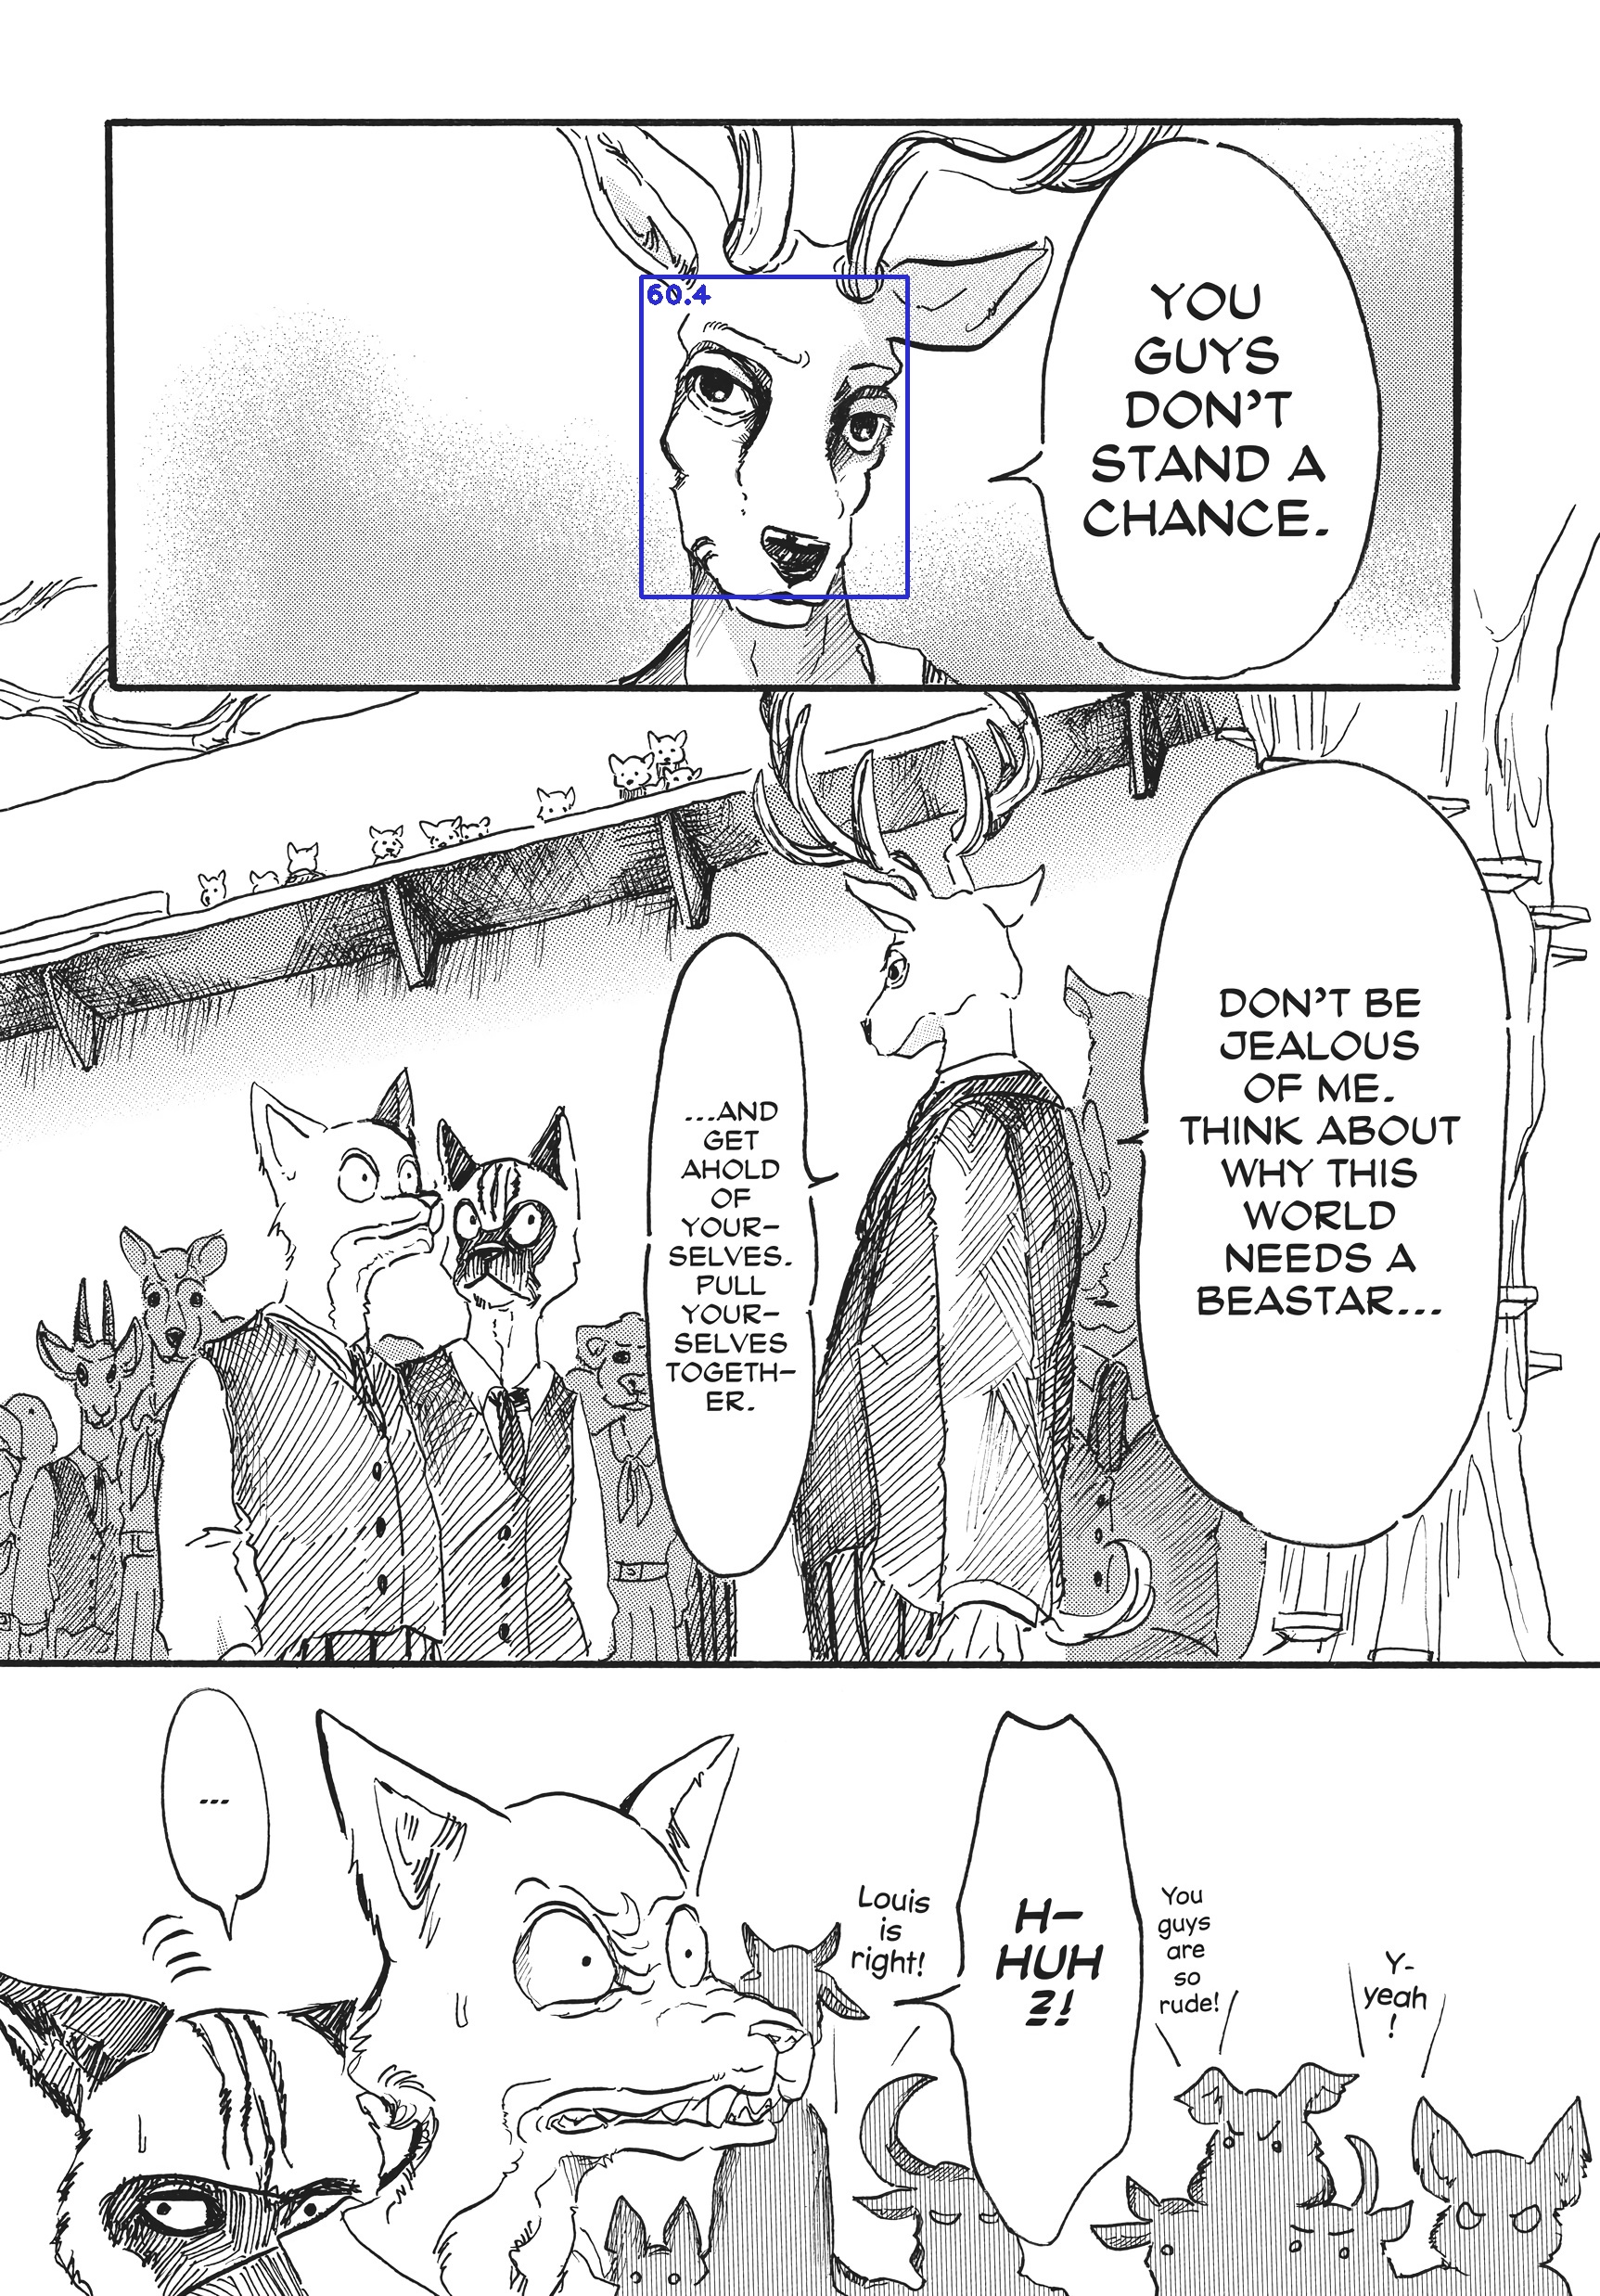 60.4
YOU
GUYS
DON'T
STAND A
CHANCE.
DON'T BE
JEALOUS
OF ME.
THINK ABOUT
WHY THIS
WORLD
NEEDS A
BEASTAR...
...AND
GET
AHOLD
OF
YOUR-
SELVES.
PULL
YOUR-
SELVES
TOGETH-
ER.
You
guys
are
so
rude!
Y-
yeah
!
H-
HUH
?!
Louis
is
right!
...